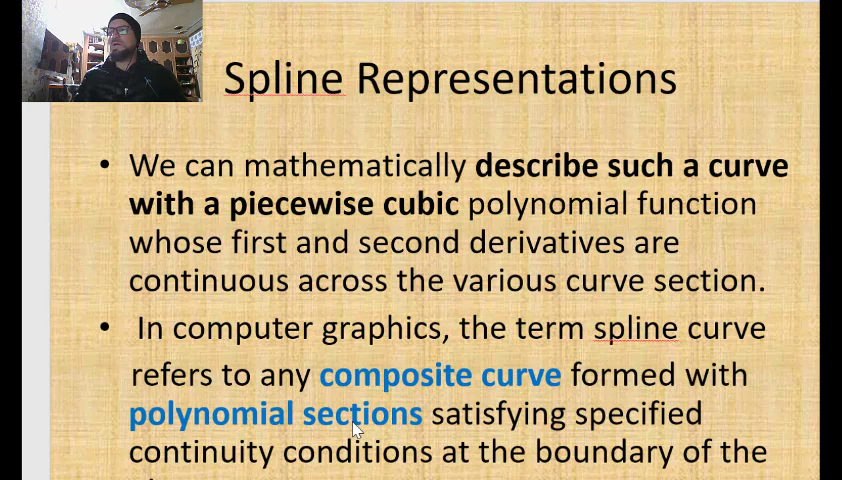 Spline Representations
• We can mathematically describe such a curve
with a piecewise cubic polynomial function
whose first and second derivatives are
continuous across the various curve section.
• In computer graphics, the term spline curve
refers to any composite curve formed with
polynomial sections satisfying specified
continuity conditions at the boundary of the